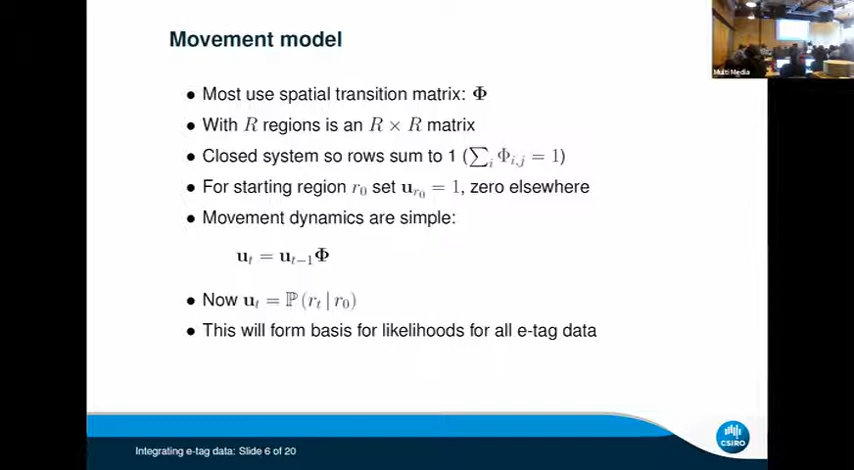 Movement model
• Most use spatial transition matrix: Φ
• With R regions is an R × R matrix
• Closed system so rows sum to 1 (∑ᵢ Φᵢ,ⱼ = 1)
• For starting region r₀ set u_r₀ = 1, zero elsewhere
• Movement dynamics are simple:
uₜ = uₜ₋₁Φ
• Now uₜ = ℙ (rₜ | r₀)
• This will form basis for likelihoods for all e-tag data
Integrating e-tag data: Slide 6 of 20
CSIRO
Multi Media